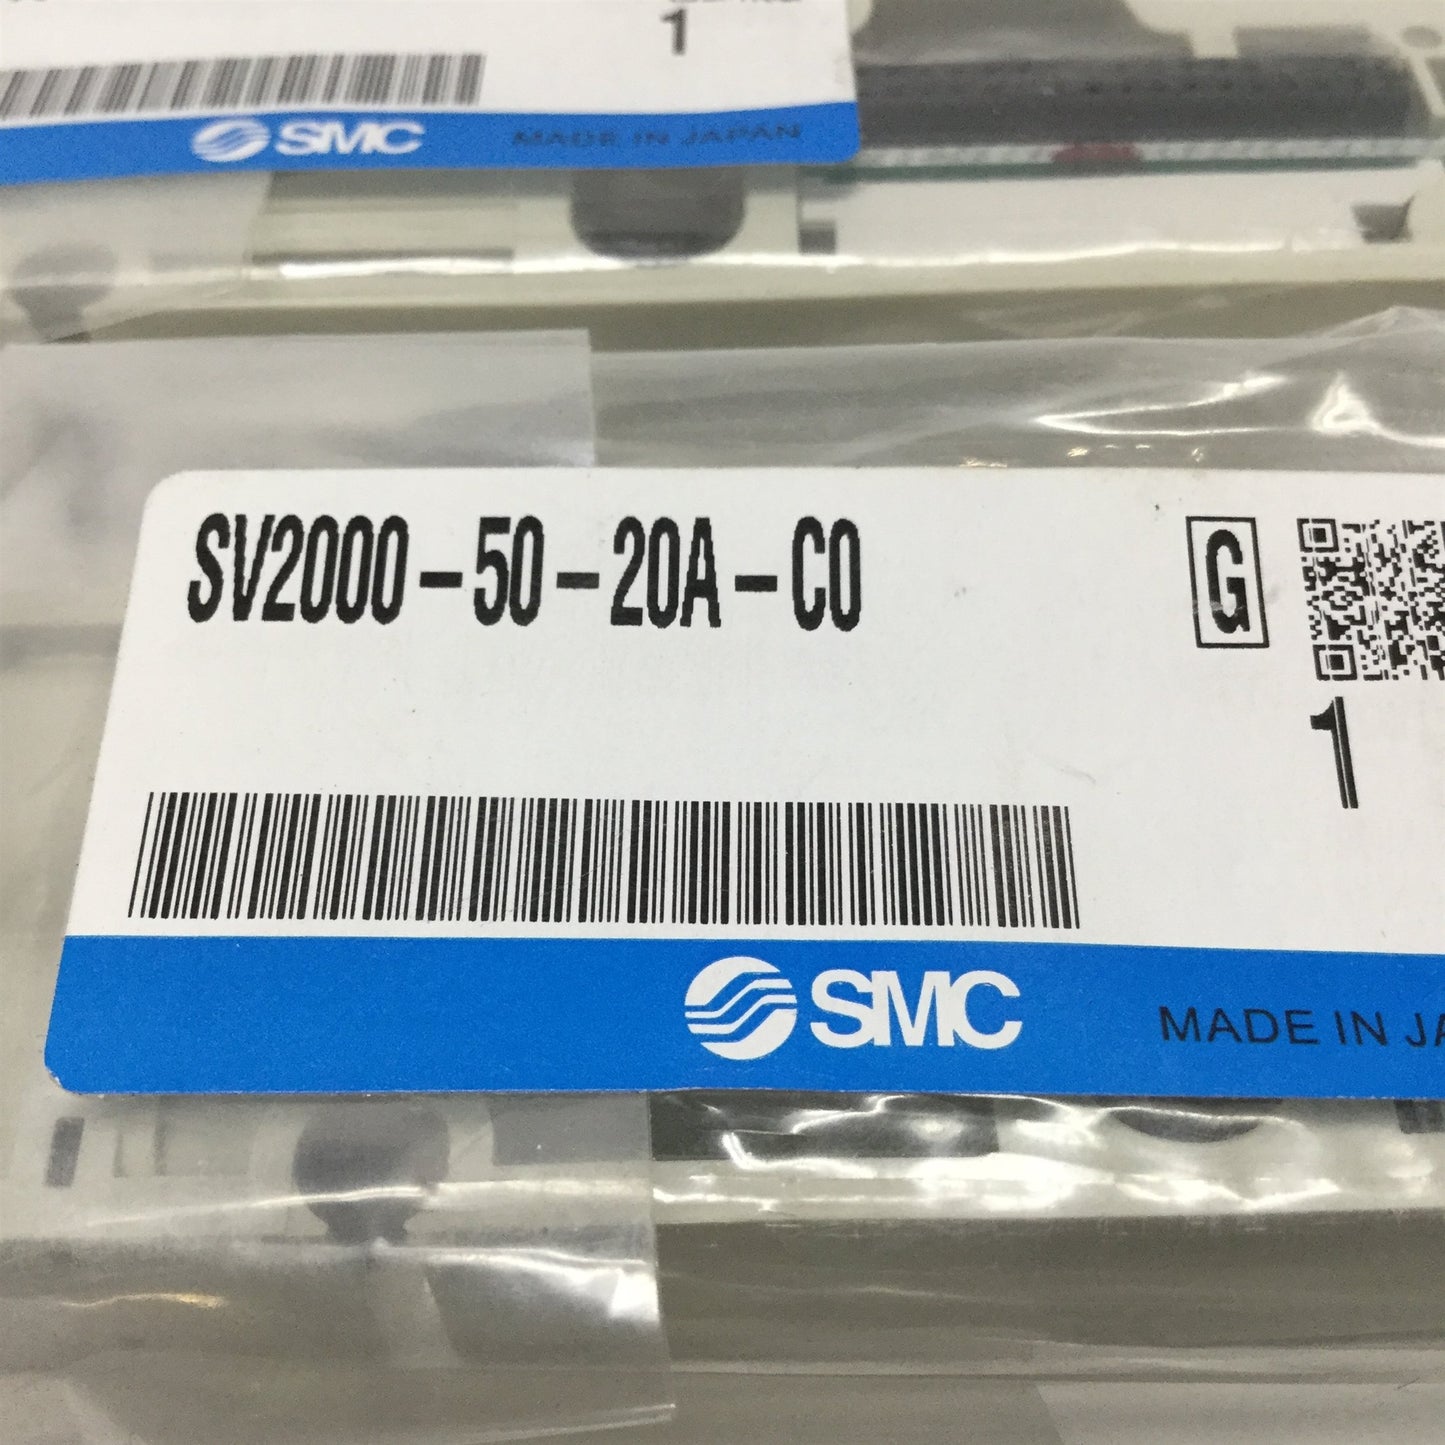 1
SMC MADE IN JAPAN
SV2000-50-20A-C0
G
1
SMC
MADE IN JA